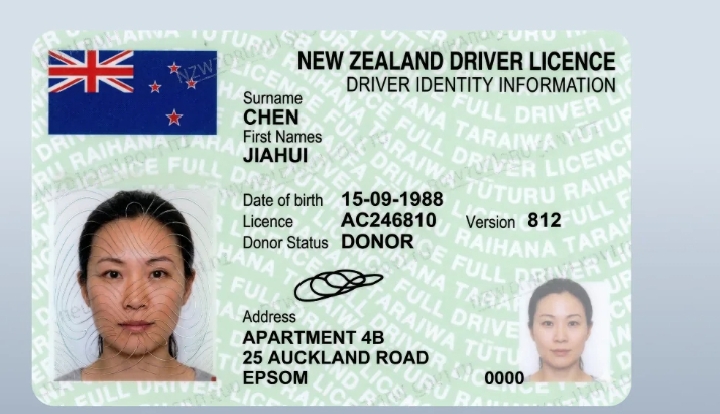 NEW ZEALAND DRIVER LICENCE
DRIVER IDENTITY INFORMATION
Surname
CHEN
First Names
JIAHUI
Date of birth 15-09-1988
Licence AC246810 Version 812
Donor Status DONOR
Address
APARTMENT 4B
25 AUCKLAND ROAD
EPSOM
0000